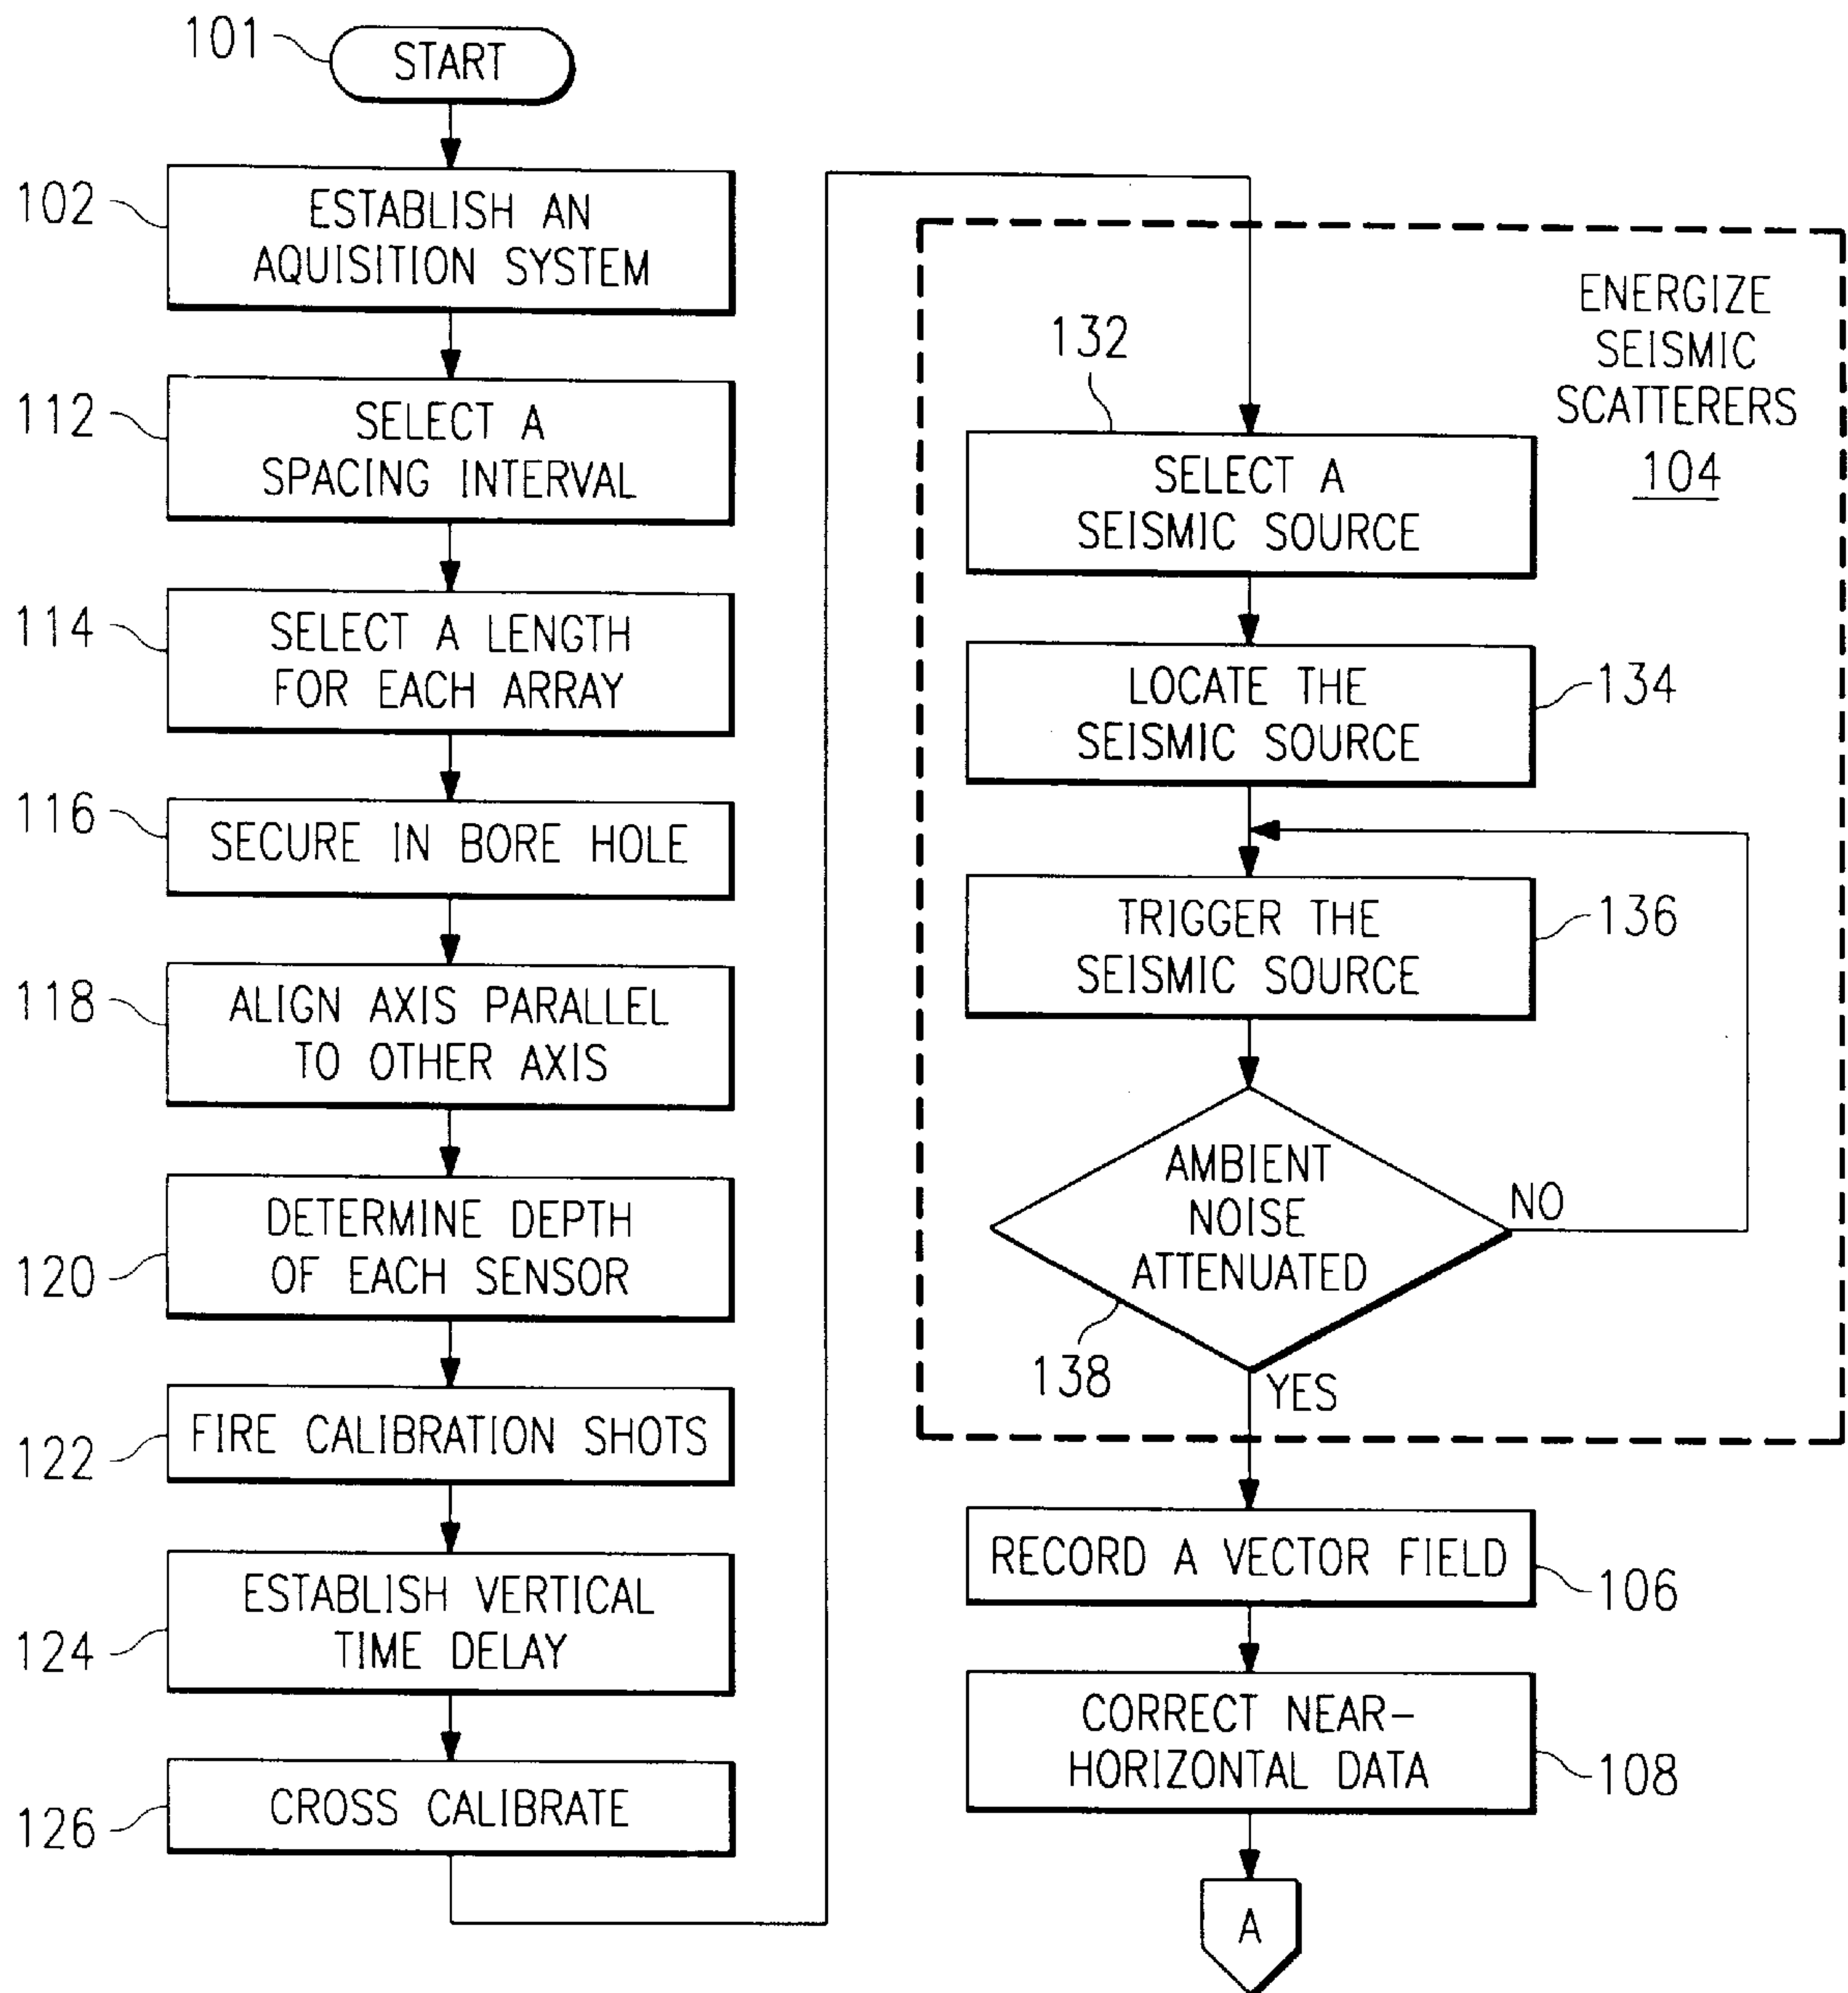 101
START
102
ESTABLISH AN
AQUISITION SYSTEM
112
SELECT A
SPACING INTERVAL
114
SELECT A LENGTH
FOR EACH ARRAY
116
SECURE IN BORE HOLE
118
ALIGN AXIS PARALLEL
TO OTHER AXIS
120
DETERMINE DEPTH
OF EACH SENSOR
122
FIRE CALIBRATION SHOTS
124
ESTABLISH VERTICAL
TIME DELAY
126
CROSS CALIBRATE
ENERGIZE
SEISMIC
SCATTERERS
104
132
SELECT A
SEISMIC SOURCE
LOCATE THE
SEISMIC SOURCE
134
TRIGGER THE
SEISMIC SOURCE
136
AMBIENT
NOISE
ATTENUATED
NO
138
YES
RECORD A VECTOR FIELD
106
CORRECT NEAR-
HORIZONTAL DATA
108
A